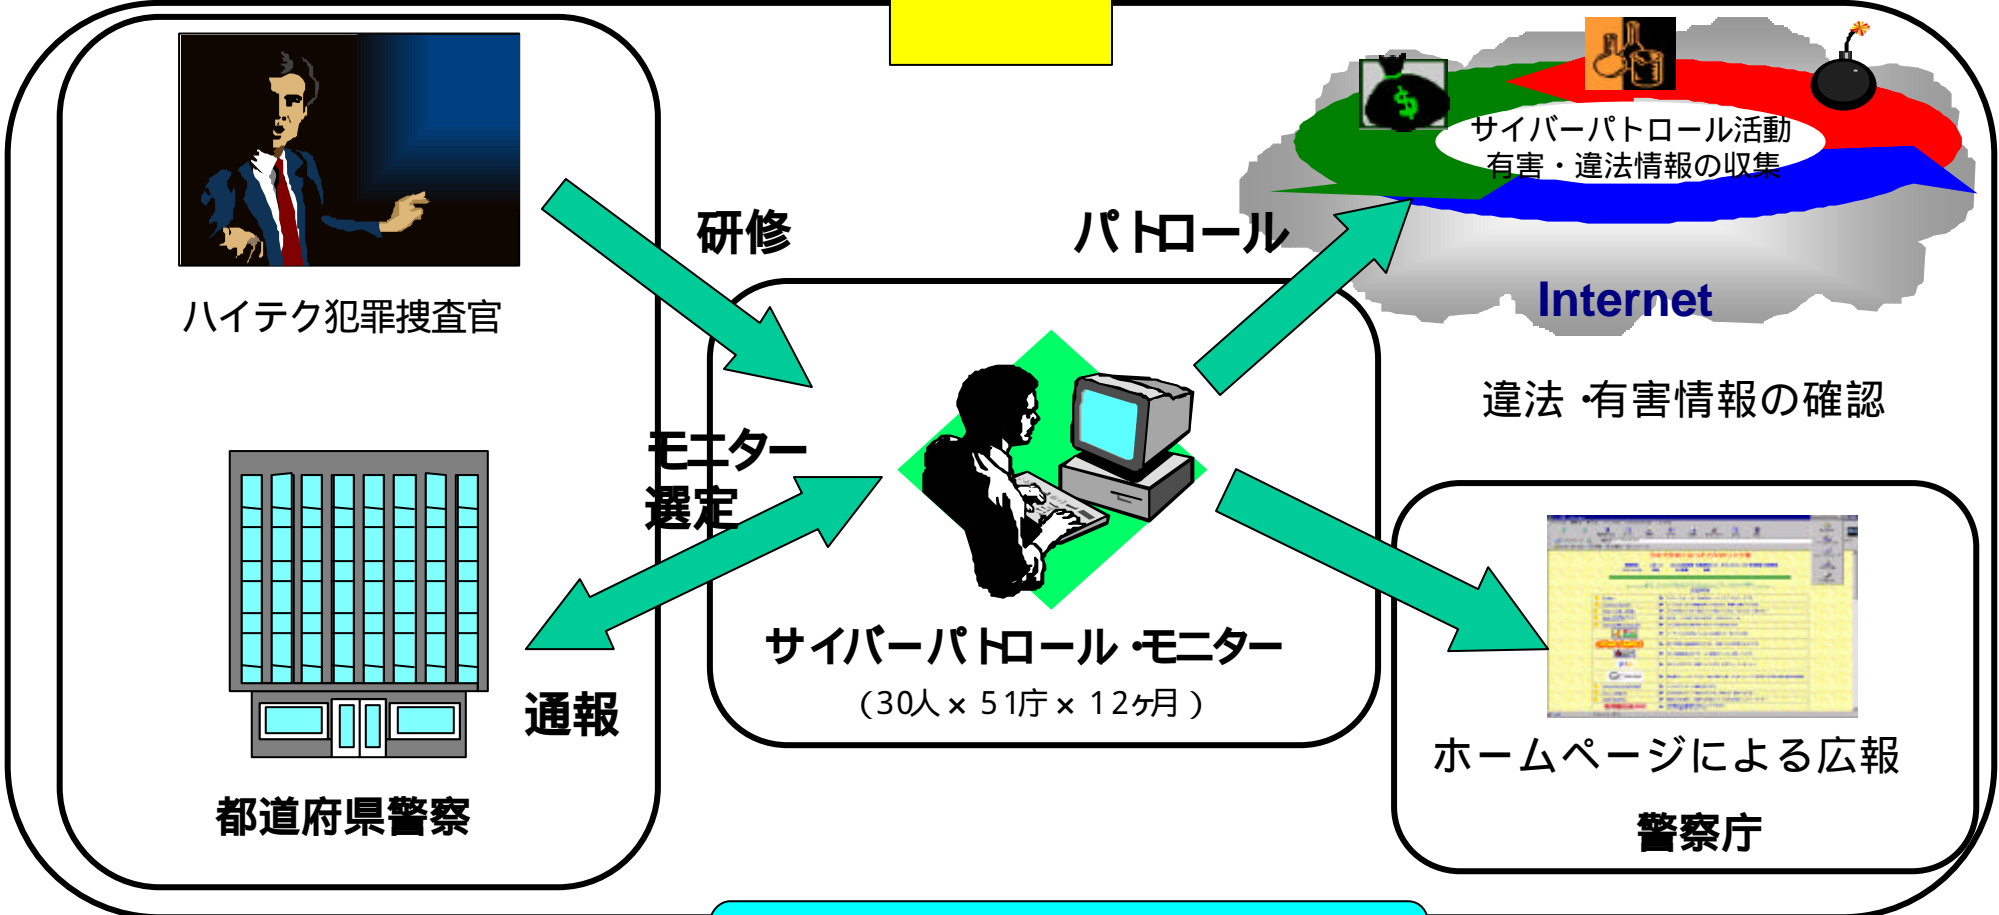 サイバーパトロール活動
有害・違法情報の収集
研修
パトロール
Internet
ハイテク犯罪捜査官
違法・有害情報の確認
モニター
選定
サイバーパトロール・モニター
（30人×51庁×12ヶ月）
通報
ホームページによる広報
都道府県警察
警察庁